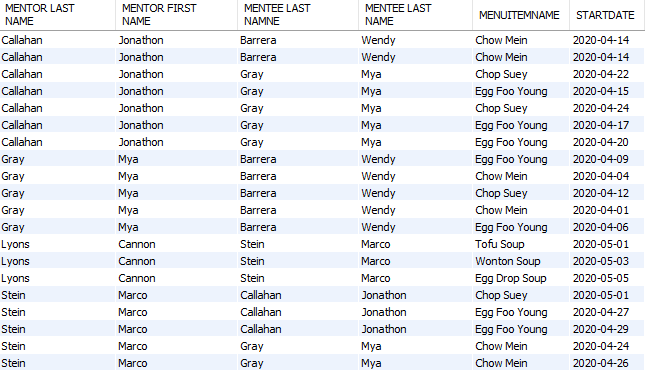 MENTOR LAST NAME MENTOR FIRST NAME MENTEE LAST NAMNE MENTEE LAST NAME MENUITEMNAME STARTDATE
Callahan Jonathon Barrera Wendy Chow Mein 2020-04-14
Callahan Jonathon Barrera Wendy Chow Mein 2020-04-14
Callahan Jonathon Gray Mya Chop Suey 2020-04-22
Callahan Jonathon Gray Mya Egg Foo Young 2020-04-15
Callahan Jonathon Gray Mya Chop Suey 2020-04-24
Callahan Jonathon Gray Mya Egg Foo Young 2020-04-17
Callahan Jonathon Gray Mya Egg Foo Young 2020-04-20
Gray Mya Barrera Wendy Egg Foo Young 2020-04-09
Gray Mya Barrera Wendy Chow Mein 2020-04-04
Gray Mya Barrera Wendy Chop Suey 2020-04-12
Gray Mya Barrera Wendy Chow Mein 2020-04-01
Gray Mya Barrera Wendy Egg Foo Young 2020-04-06
Lyons Cannon Stein Marco Tofu Soup 2020-05-01
Lyons Cannon Stein Marco Wonton Soup 2020-05-03
Lyons Cannon Stein Marco Egg Drop Soup 2020-05-05
Stein Marco Callahan Jonathon Chop Suey 2020-05-01
Stein Marco Callahan Jonathon Egg Foo Young 2020-04-27
Stein Marco Callahan Jonathon Egg Foo Young 2020-04-29
Stein Marco Gray Mya Chow Mein 2020-04-24
Stein Marco Gray Mya Chow Mein 2020-04-26